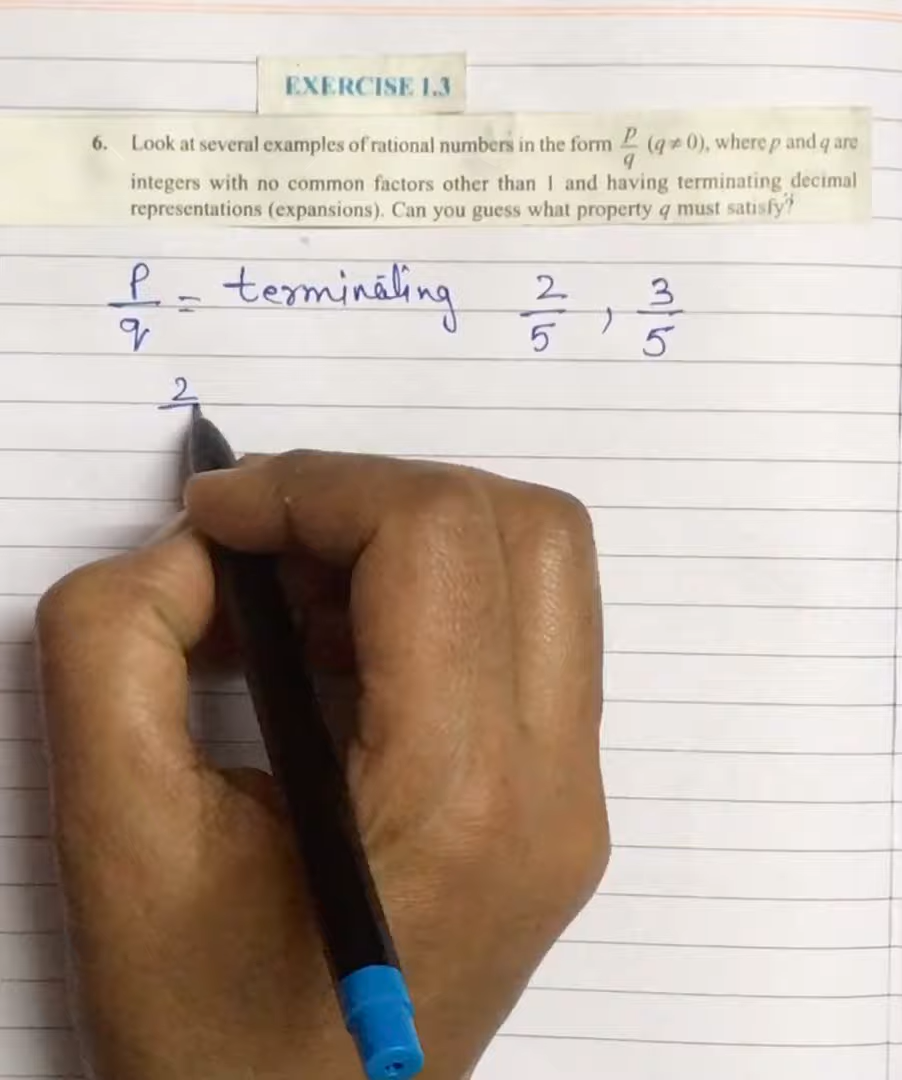 EXERCISE 1.3
6. Look at several examples of rational numbers in the form p/q (q ≠ 0), where p and q are
integers with no common factors other than 1 and having terminating decimal
representations (expansions). Can you guess what property q must satisfy?
p/q = terminating 2/5 , 3/5
2